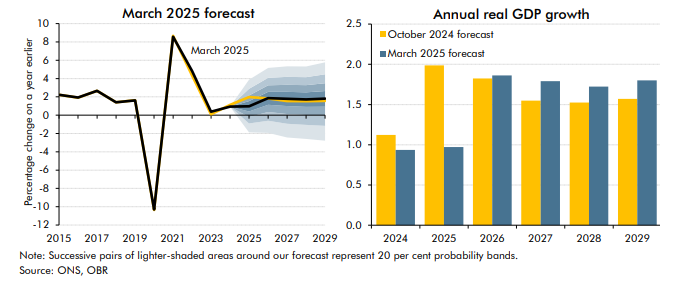 March 2025 forecast
Percentage change on a year earlier
10
8
6
4
2
0
-2
-4
-6
-8
-10
-12
March 2025
2015 2017 2019 2021 2023 2025 2027 2029
Annual real GDP growth
2.5
2.0
1.5
1.0
0.5
0.0
October 2024 forecast
March 2025 forecast
2024 2025 2026 2027 2028 2029
Note: Successive pairs of lighter-shaded areas around our forecast represent 20 per cent probability bands.
Source: ONS, OBR